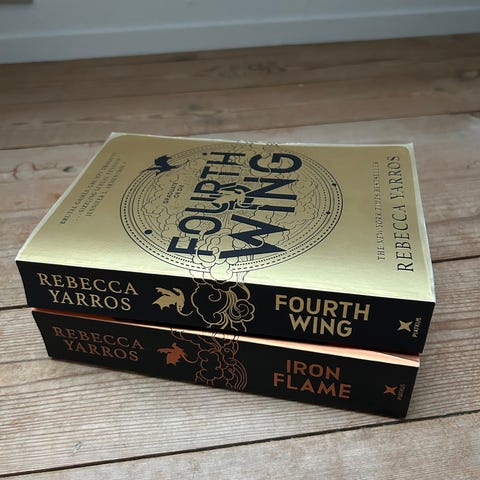 FOURTH
WING
THE NEW YORK TIMES BESTSELLER
REBECCA YARROS
REBECCA
YARROS
FOURTH
WING
PIATKUS
REBECCA
YARROS
IRON
FLAME
PIATKUS